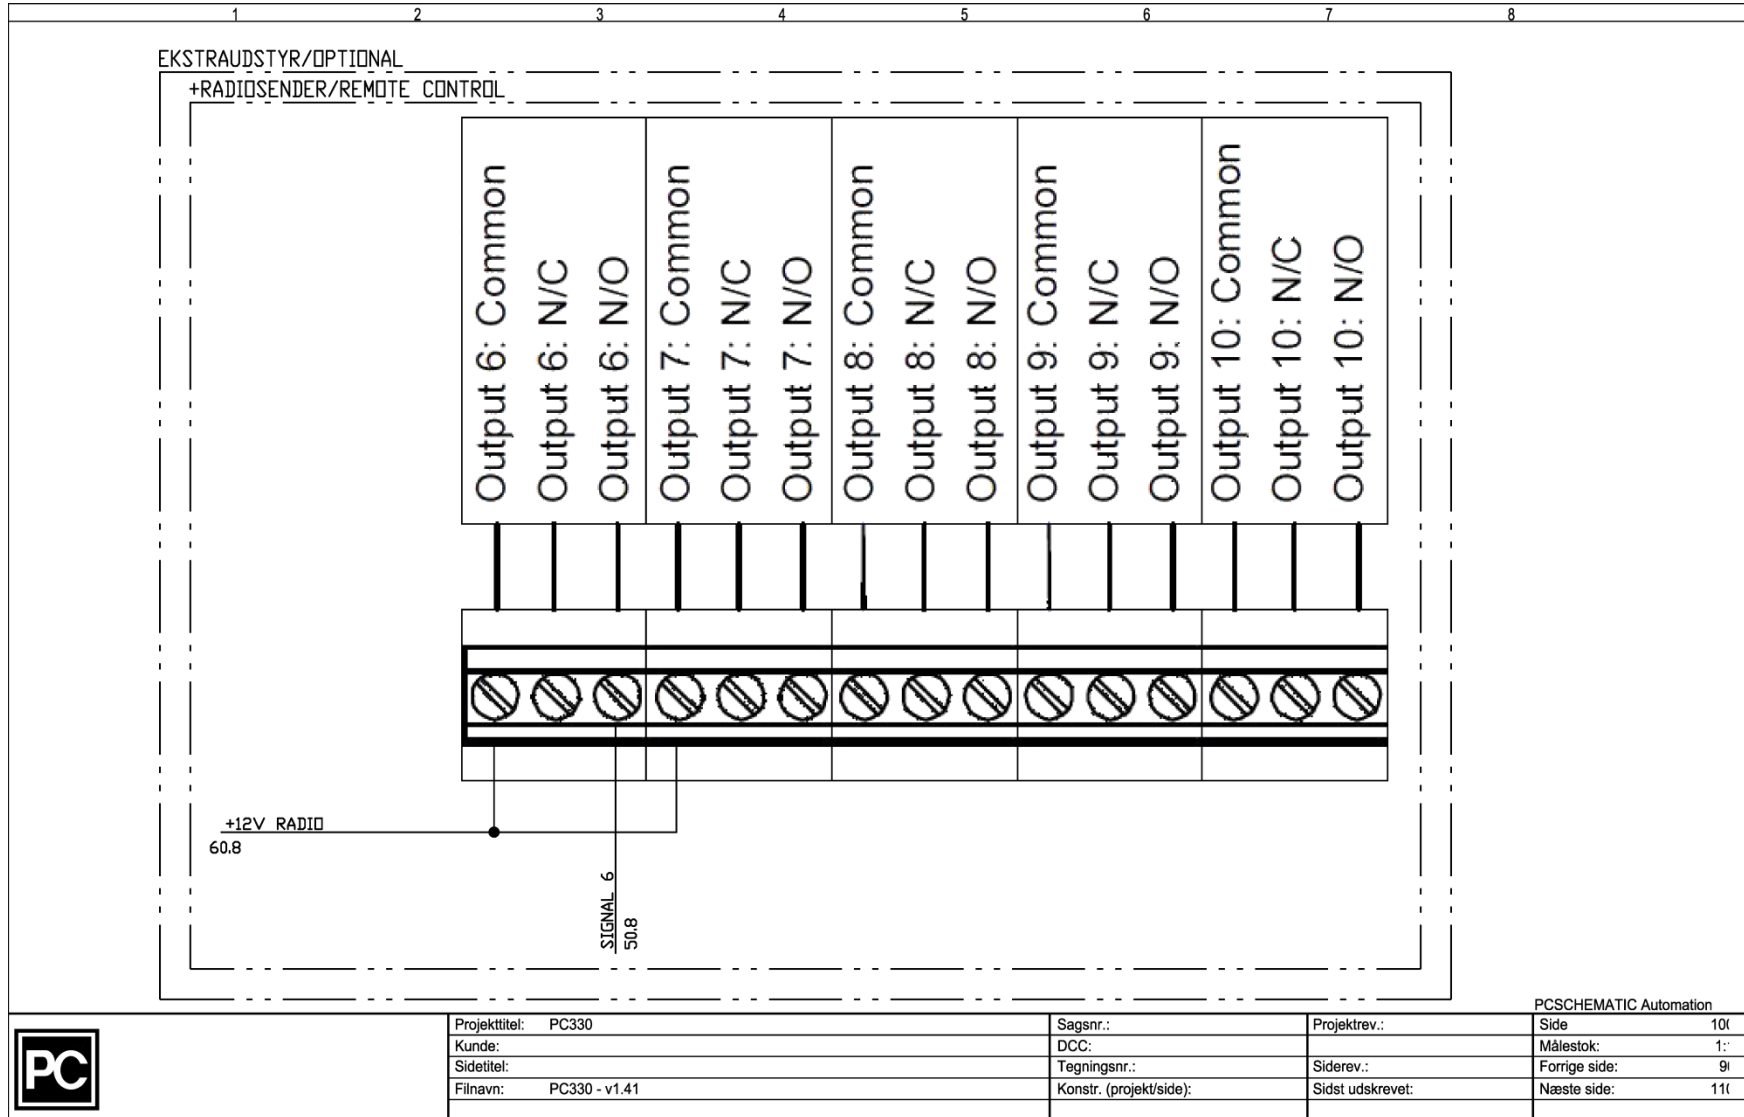 1 2 3 4 5 6 7 8
EKSTRAUDSTYR/OPTIONAL
+RADIOSENDER/REMOTE CONTROL
Output 6: Common
Output 6: N/C
Output 6: N/O
Output 7: Common
Output 7: N/C
Output 7: N/O
Output 8: Common
Output 8: N/C
Output 8: N/O
Output 9: Common
Output 9: N/C
Output 9: N/O
Output 10: Common
Output 10: N/C
Output 10: N/O
+12V RADIO
60.8
SIGNAL 6
50.8
PCSCHEMATIC Automation
PC
Projekttitel: PC330
Kunde:
Sidetitel:
Filnavn: PC330 - v1.41
Sagsnr.:
DCC:
Tegningsnr.:
Konstr. (projekt/side):
Projektrev.:
Siderev.:
Sidst udskrevet:
Side
Målestok:
Forrige side:
Næste side: